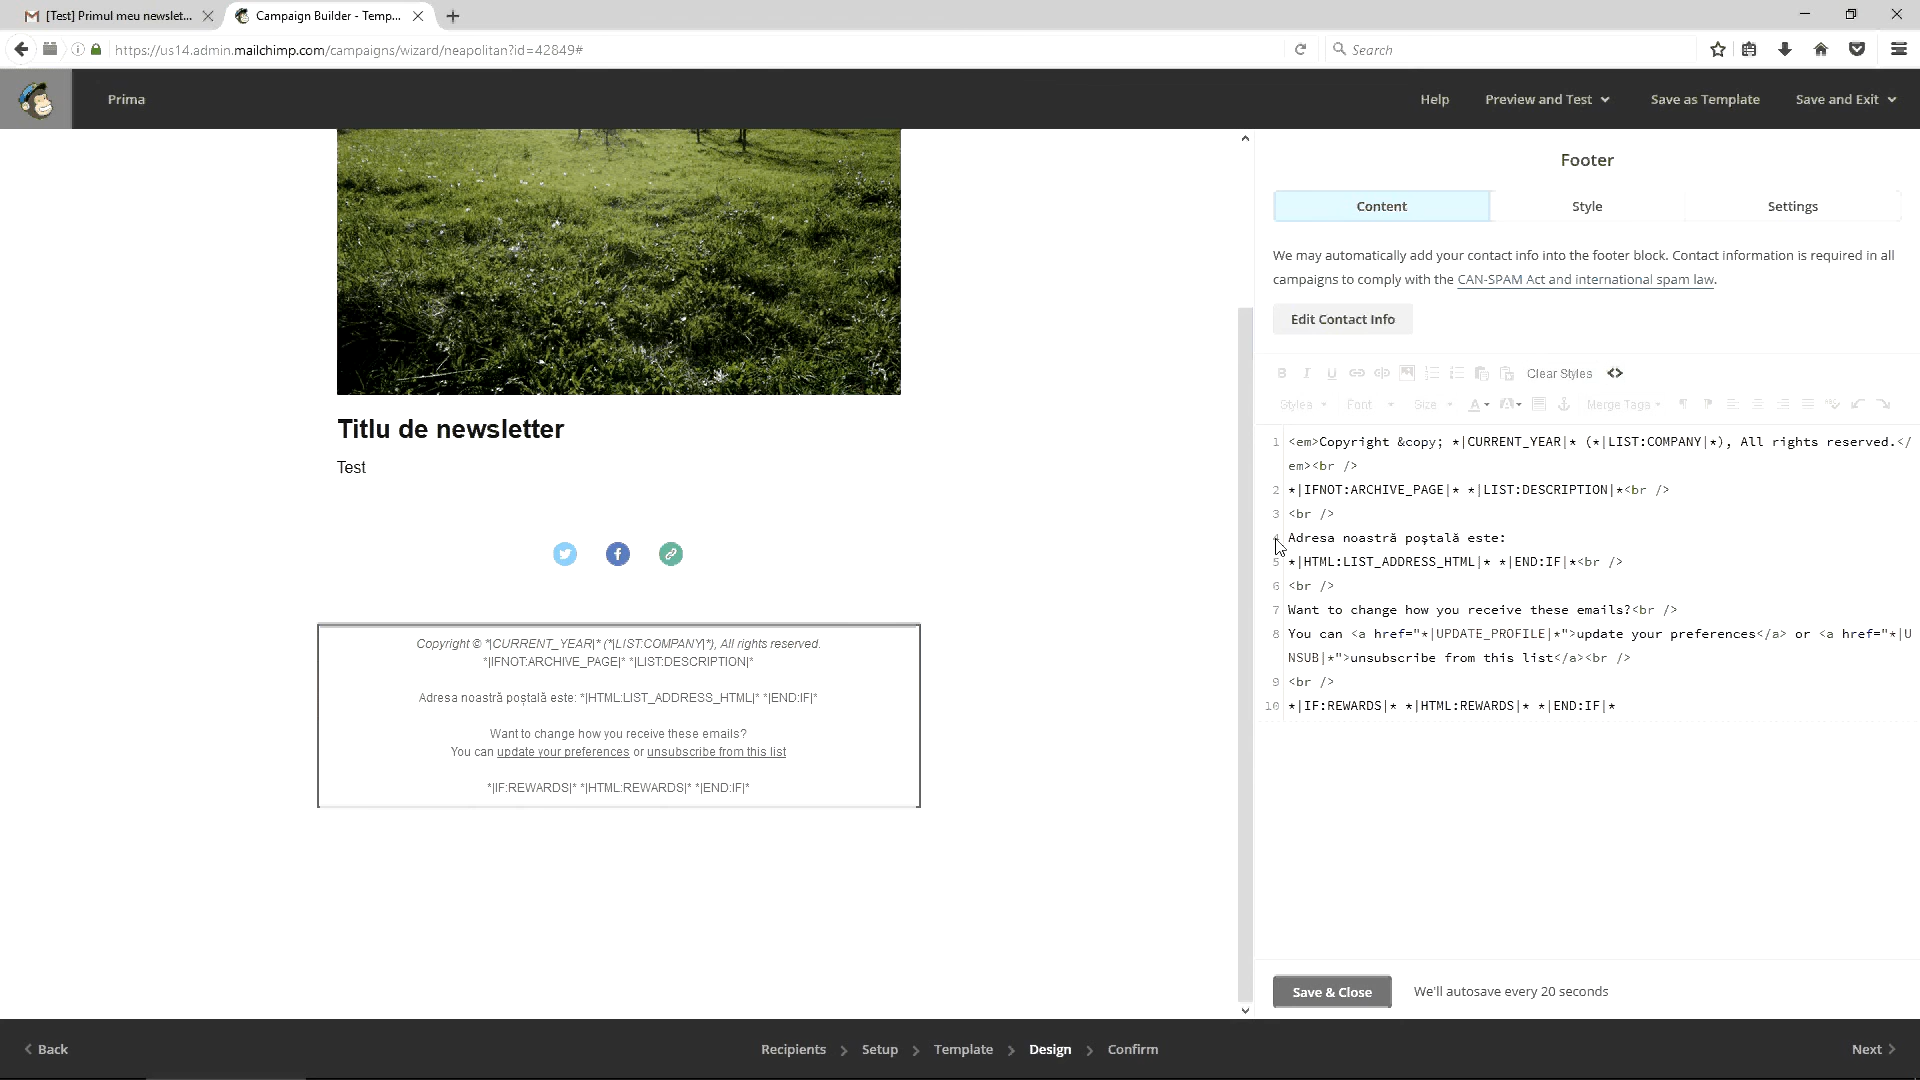 [Test] Primul meu newslet...
Campaign Builder - Temp...
https://us14.admin.mailchimp.com/campaigns/wizard/neapolitan?id=42849#
Search
Prima
Help
Preview and Test
Save as Template
Save and Exit
Titlu de newsletter
Test
Copyright © *|CURRENT_YEAR|* (*|LIST:COMPANY|*), All rights reserved.
*|IFNOT:ARCHIVE_PAGE|* *|LIST:DESCRIPTION|*
Adresa noastră poștală este: *|HTML:LIST_ADDRESS_HTML|* *|END:IF|*
Want to change how you receive these emails?
You can update your preferences or unsubscribe from this list
*|IF:REWARDS|* *|HTML:REWARDS|* *|END:IF|*
Footer
Content
Style
Settings
We may automatically add your contact info into the footer block. Contact information is required in all
campaigns to comply with the CAN-SPAM Act and international spam law.
Edit Contact Info
B I U Clear Styles <>
Styles Font Size A A Merge Tags
1 <em>Copyright &copy; *|CURRENT_YEAR|* (*|LIST:COMPANY|*), All rights reserved.</
em><br />
2 *|IFNOT:ARCHIVE_PAGE|* *|LIST:DESCRIPTION|*<br />
3 <br />
4 Adresa noastră poștală este:
5 *|HTML:LIST_ADDRESS_HTML|* *|END:IF|*<br />
6 <br />
7 Want to change how you receive these emails?<br />
8 You can <a href="*|UPDATE_PROFILE|*">update your preferences</a> or <a href="*|U
NSUB|*">unsubscribe from this list</a><br />
9 <br />
10 *|IF:REWARDS|* *|HTML:REWARDS|* *|END:IF|*
Save & Close
We'll autosave every 20 seconds
Back
Recipients
Setup
Template
Design
Confirm
Next